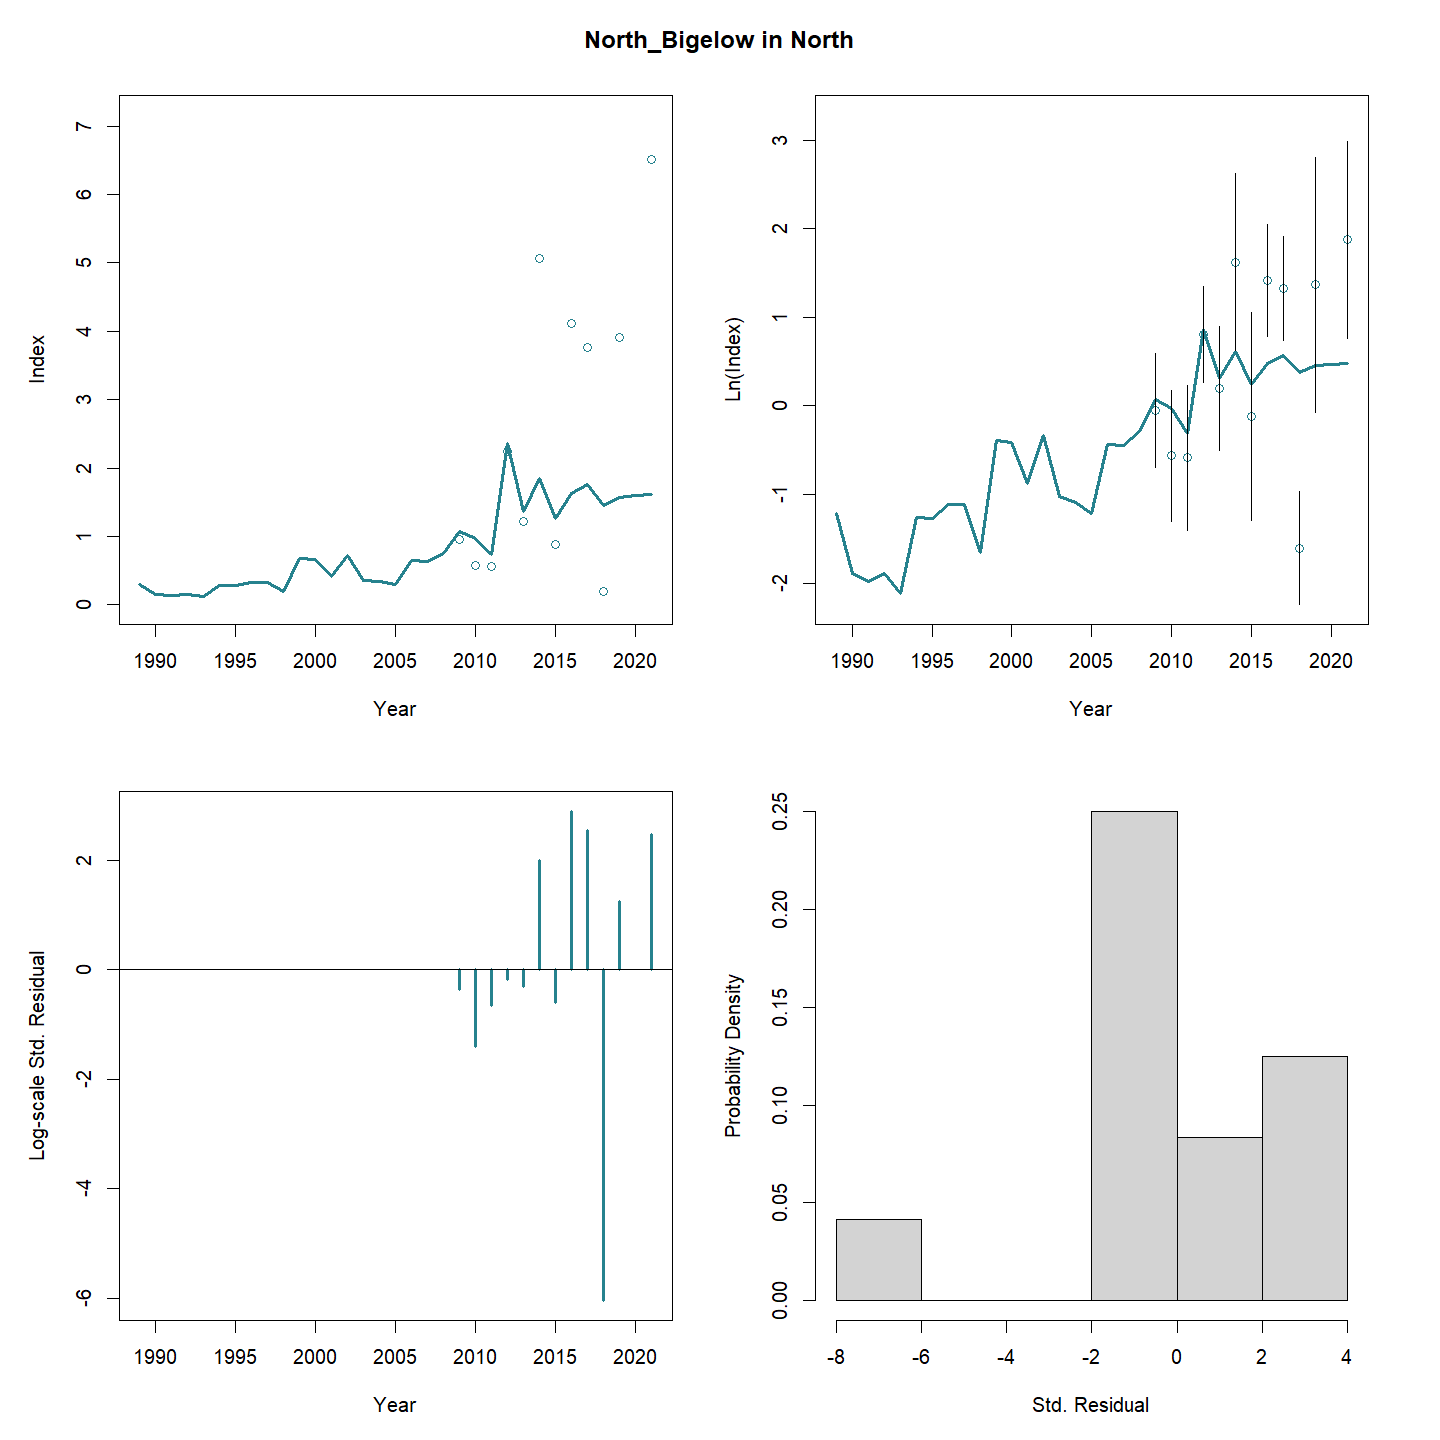 North_Bigelow in North
Index
7
6
5
4
3
2
1
0
1990 1995 2000 2005 2010 2015 2020
Year
Ln(Index)
3
2
1
0
-1
-2
1990 1995 2000 2005 2010 2015 2020
Year
Log-scale Std. Residual
2
0
-2
-4
-6
1990 1995 2000 2005 2010 2015 2020
Year
Probability Density
0.25
0.20
0.15
0.10
0.05
0.00
-8 -6 -4 -2 0 2 4
Std. Residual